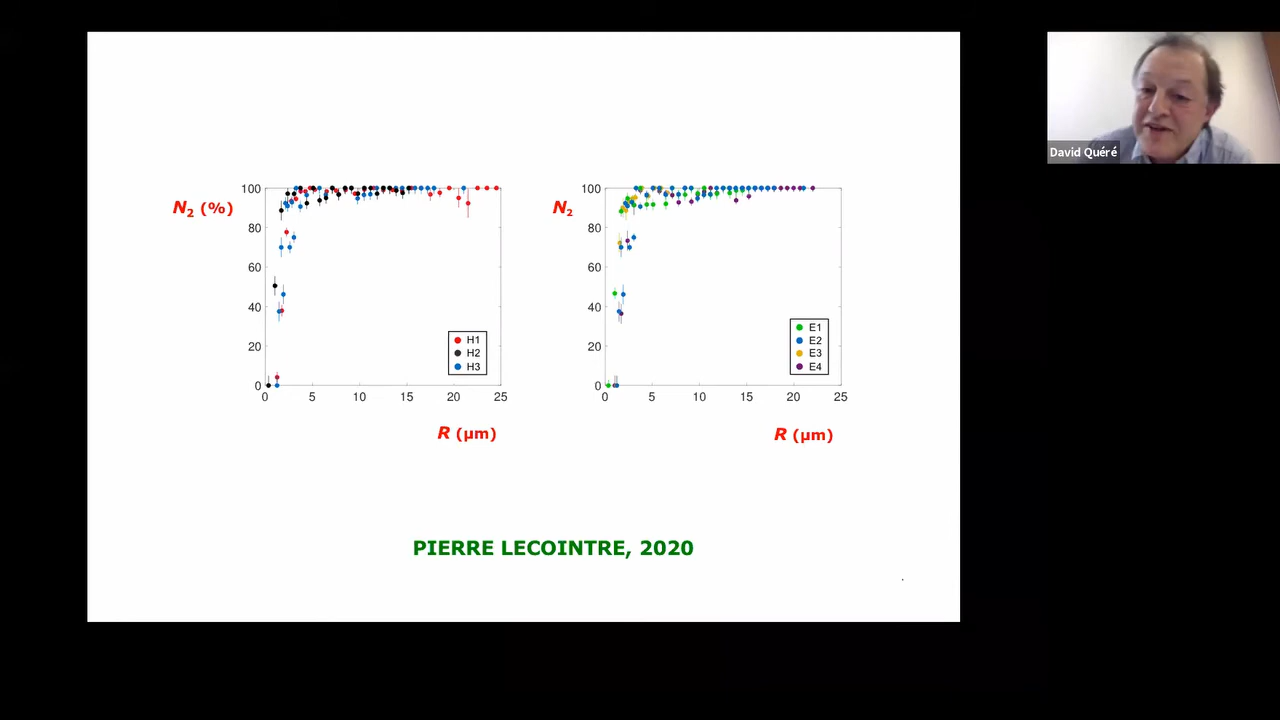 David Quéré
N2 (%)
100
80
60
40
20
0
0 5 10 15 20 25
H1
H2
H3
R (μm)
N2
100
80
60
40
20
0
0 5 10 15 20 25
E1
E2
E3
E4
R (μm)
PIERRE LECOINTRE, 2020